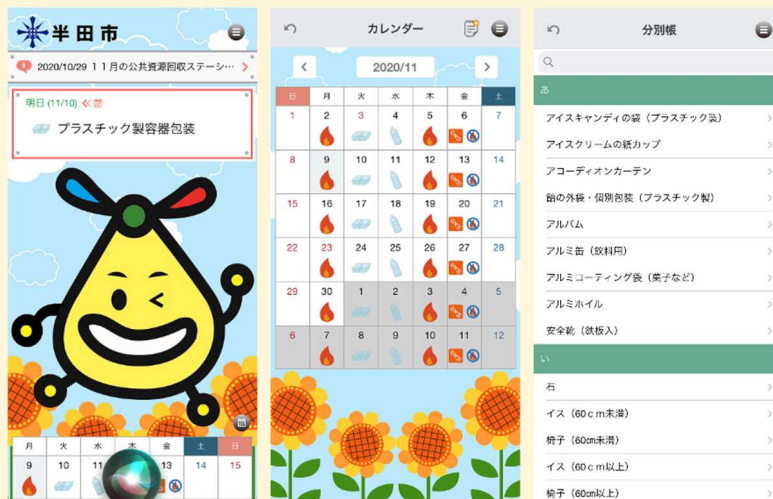 半田市
2020/10/29 １１月の公共資源回収ステーシ…
明日 (11/10)
プラスチック製容器包装
月 火 水 木 金 土 日
9 10 11 13 14 15
カレンダー
2020/11
日 月 火 水 木 金 土
1 2 3 4 5 6 7
8 9 10 11 12 13 14
15 16 17 18 19 20 21
22 23 24 25 26 27 28
29 30 1 2 3 4 5
6 7 8 9 10 11 12
分別帳
あ
アイスキャンディの袋（プラスチック製）
アイスクリームの紙カップ
アコーディオンカーテン
飴の外袋・個別包装（プラスチック製）
アルバム
アルミ缶（飲料用）
アルミコーティング袋（菓子など）
アルミホイル
安全靴（鉄板入）
い
石
イス（60ｃｍ未満）
椅子（60㎝未満）
イス（60ｃｍ以上）
椅子（60㎝以上）